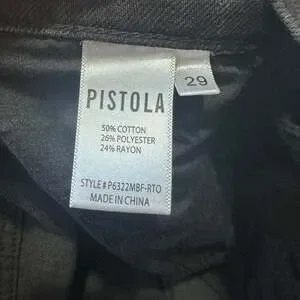 PISTOLA
29
50% COTTON
26% POLYESTER
24% RAYON
STYLE# P6322MBF-RTO
MADE IN CHINA